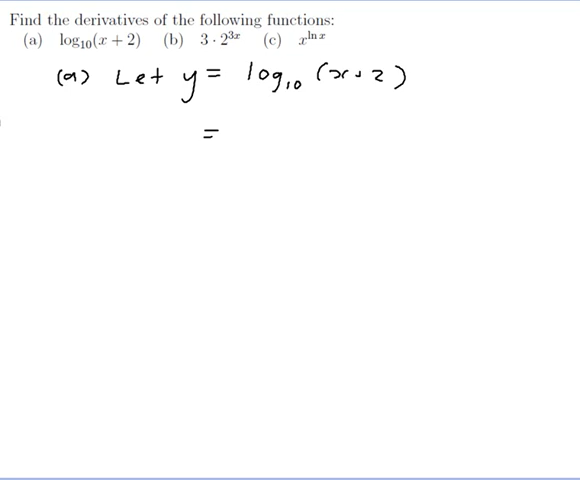 Find the derivatives of the following functions:
(a) log₁₀(x + 2) (b) 3 · 2³ˣ (c) x^{ln x}
(a) Let y = log₁₀ (x + 2)
=